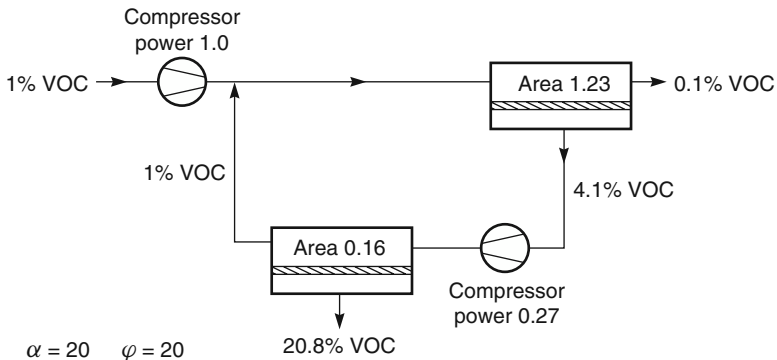 Compressor
power 1.0
1% VOC
Area 1.23
0.1% VOC
1% VOC
4.1% VOC
Area 0.16
Compressor
power 0.27
20.8% VOC
α = 20 φ = 20